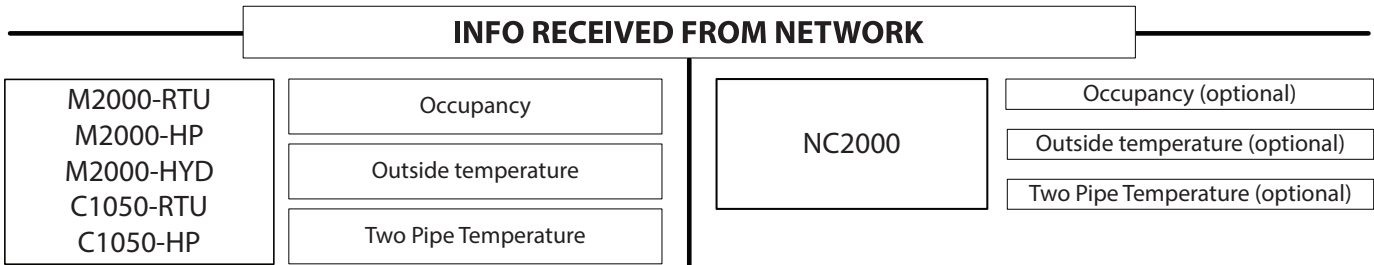 INFO RECEIVED FROM NETWORK
M2000-RTU
M2000-HP
M2000-HYD
C1050-RTU
C1050-HP
Occupancy
Outside temperature
Two Pipe Temperature
NC2000
Occupancy (optional)
Outside temperature (optional)
Two Pipe Temperature (optional)